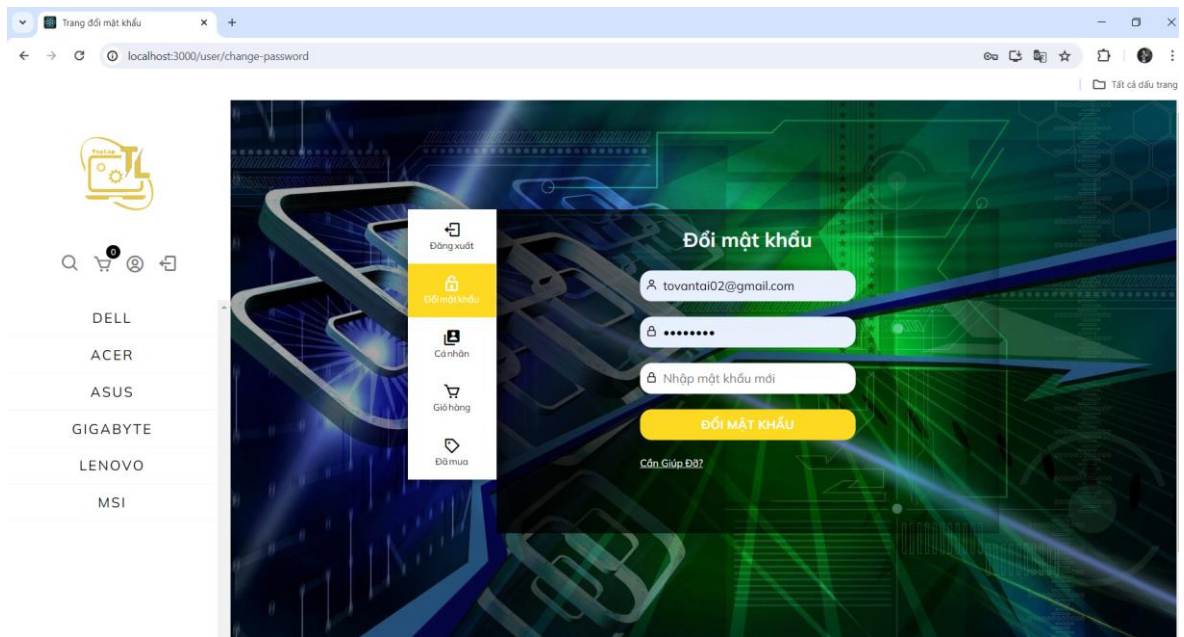 Trang đổi mật khẩu
localhost:3000/user/change-password
Tất cả dấu trang
TL
0
DELL
ACER
ASUS
GIGABYTE
LENOVO
MSI
Đăng xuất
Đổi mật khẩu
Cá nhân
Giỏ hàng
Đã mua
Đổi mật khẩu
tovantai02@gmail.com
••••••••
Nhập mật khẩu mới
ĐỔI MẬT KHẨU
Cần Giúp Đỡ?